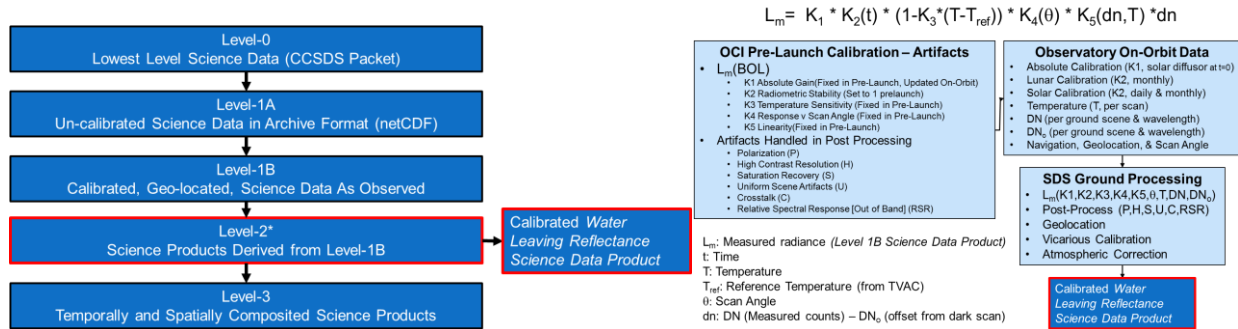 Level-0
Lowest Level Science Data (CCSDS Packet)
Level-1A
Un-calibrated Science Data in Archive Format (netCDF)
Level-1B
Calibrated, Geo-located, Science Data As Observed
Level-2*
Science Products Derived from Level-1B
Level-3
Temporally and Spatially Composited Science Products
Calibrated Water
Leaving Reflectance
Science Data Product
Lm= K1 * K2(t) * (1-K3*(T-Tref)) * K4(θ) * K5(dn,T) *dn
OCI Pre-Launch Calibration – Artifacts
• Lm(BOL)
• K1 Absolute Gain(Fixed in Pre-Launch, Updated On-Orbit)
• K2 Radiometric Stability (Set to 1 prelaunch)
• K3 Temperature Sensitivity (Fixed in Pre-Launch)
• K4 Response v Scan Angle (Fixed in Pre-Launch)
• K5 Linearity(Fixed in Pre-Launch)
• Artifacts Handled in Post Processing
• Polarization (P)
• High Contrast Resolution (H)
• Saturation Recovery (S)
• Uniform Scene Artifacts (U)
• Crosstalk (C)
• Relative Spectral Response [Out of Band] (RSR)
Observatory On-Orbit Data
• Absolute Calibration (K1, solar diffusor at t=0)
• Lunar Calibration (K2, monthly)
• Solar Calibration (K2, daily & monthly)
• Temperature (T, per scan)
• DN (per ground scene & wavelength)
• DNo (per ground scene & wavelength)
• Navigation, Geolocation, & Scan Angle
SDS Ground Processing
• Lm(K1,K2,K3,K4,K5,θ,T,DN,DNo)
• Post-Process (P,H,S,U,C,RSR)
• Geolocation
• Vicarious Calibration
• Atmospheric Correction
Calibrated Water
Leaving Reflectance
Science Data Product
Lm: Measured radiance (Level 1B Science Data Product)
t: Time
T: Temperature
Tref: Reference Temperature (from TVAC)
θ: Scan Angle
dn: DN (Measured counts) – DNo (offset from dark scan)